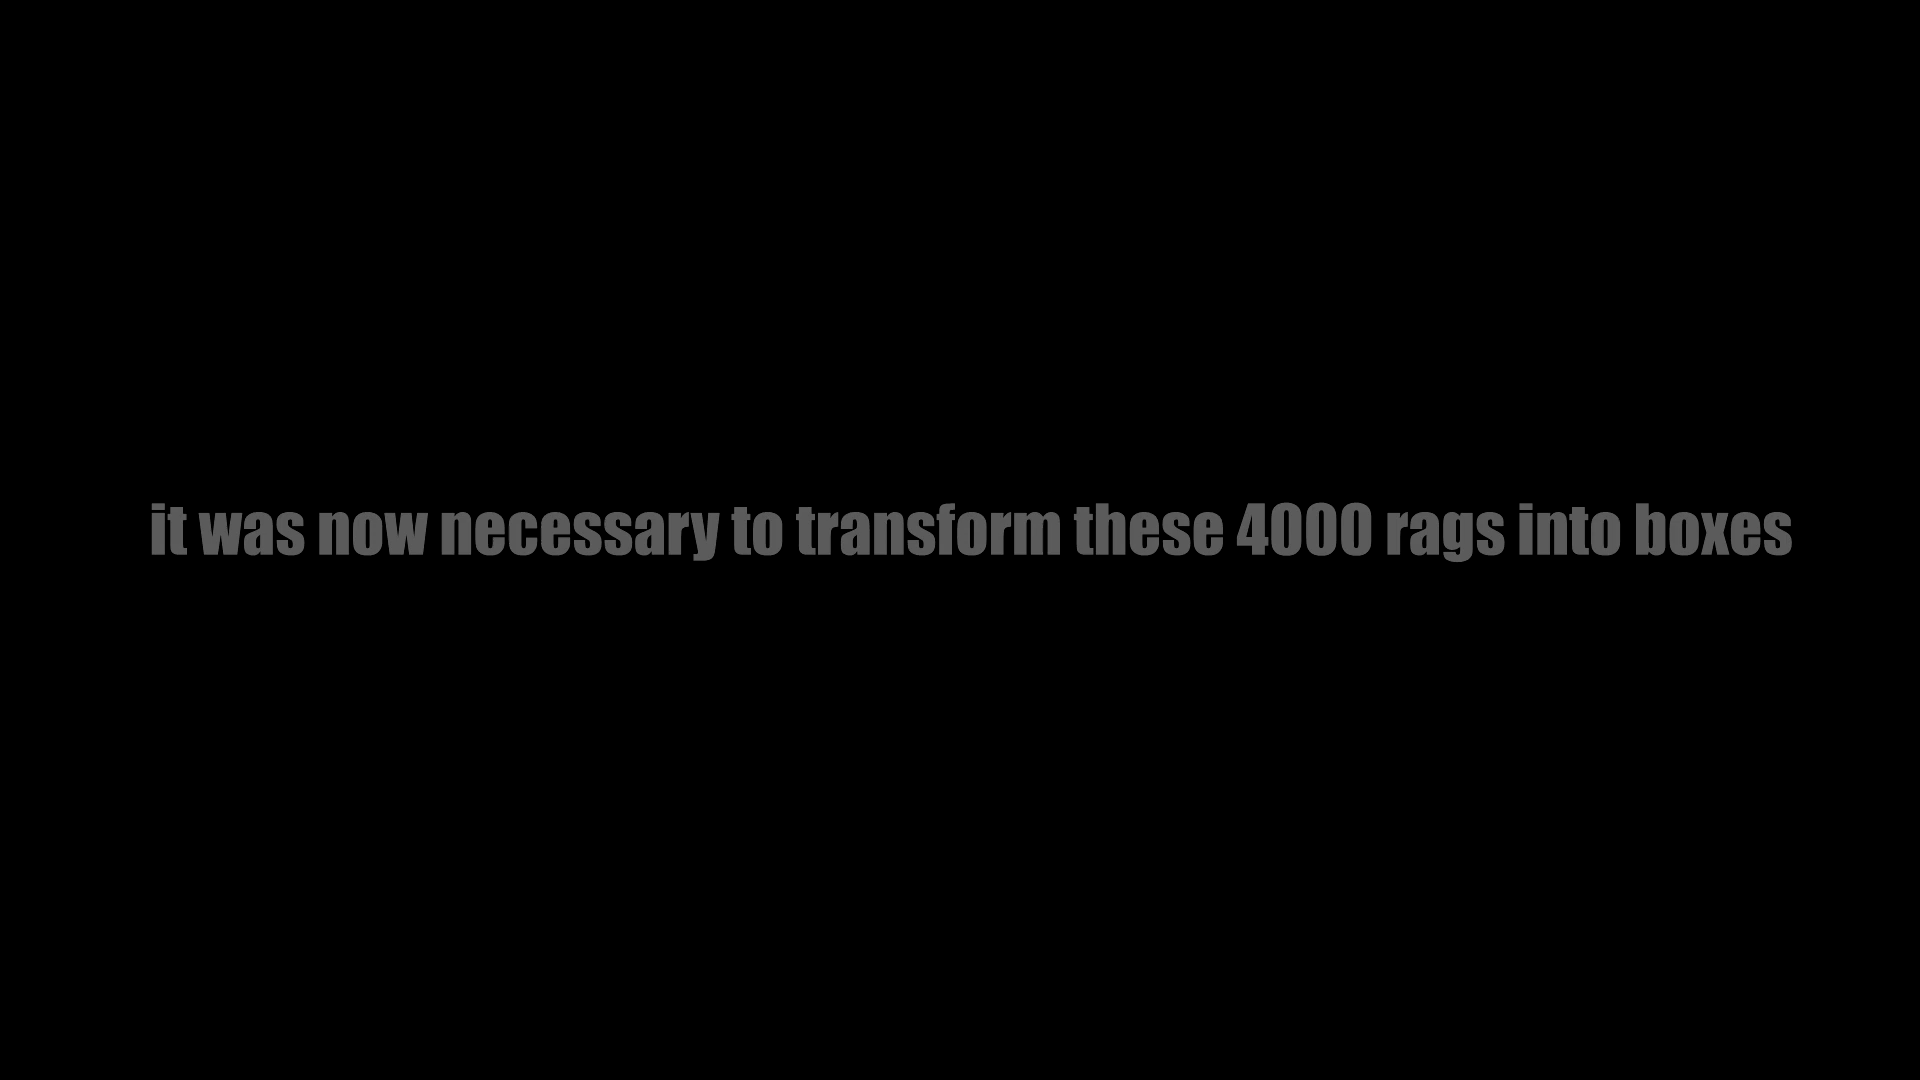 it was now necessary to transform these 4000 rags into boxes